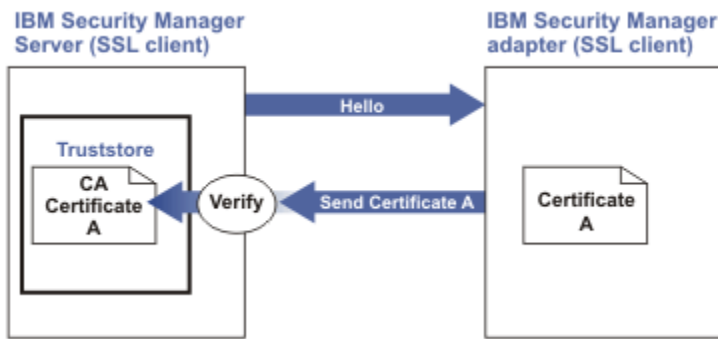 IBM Security Manager
Server (SSL client)
IBM Security Manager
adapter (SSL client)
Hello
Truststore
CA
Certificate
A
Verify
Send Certificate A
Certificate
A